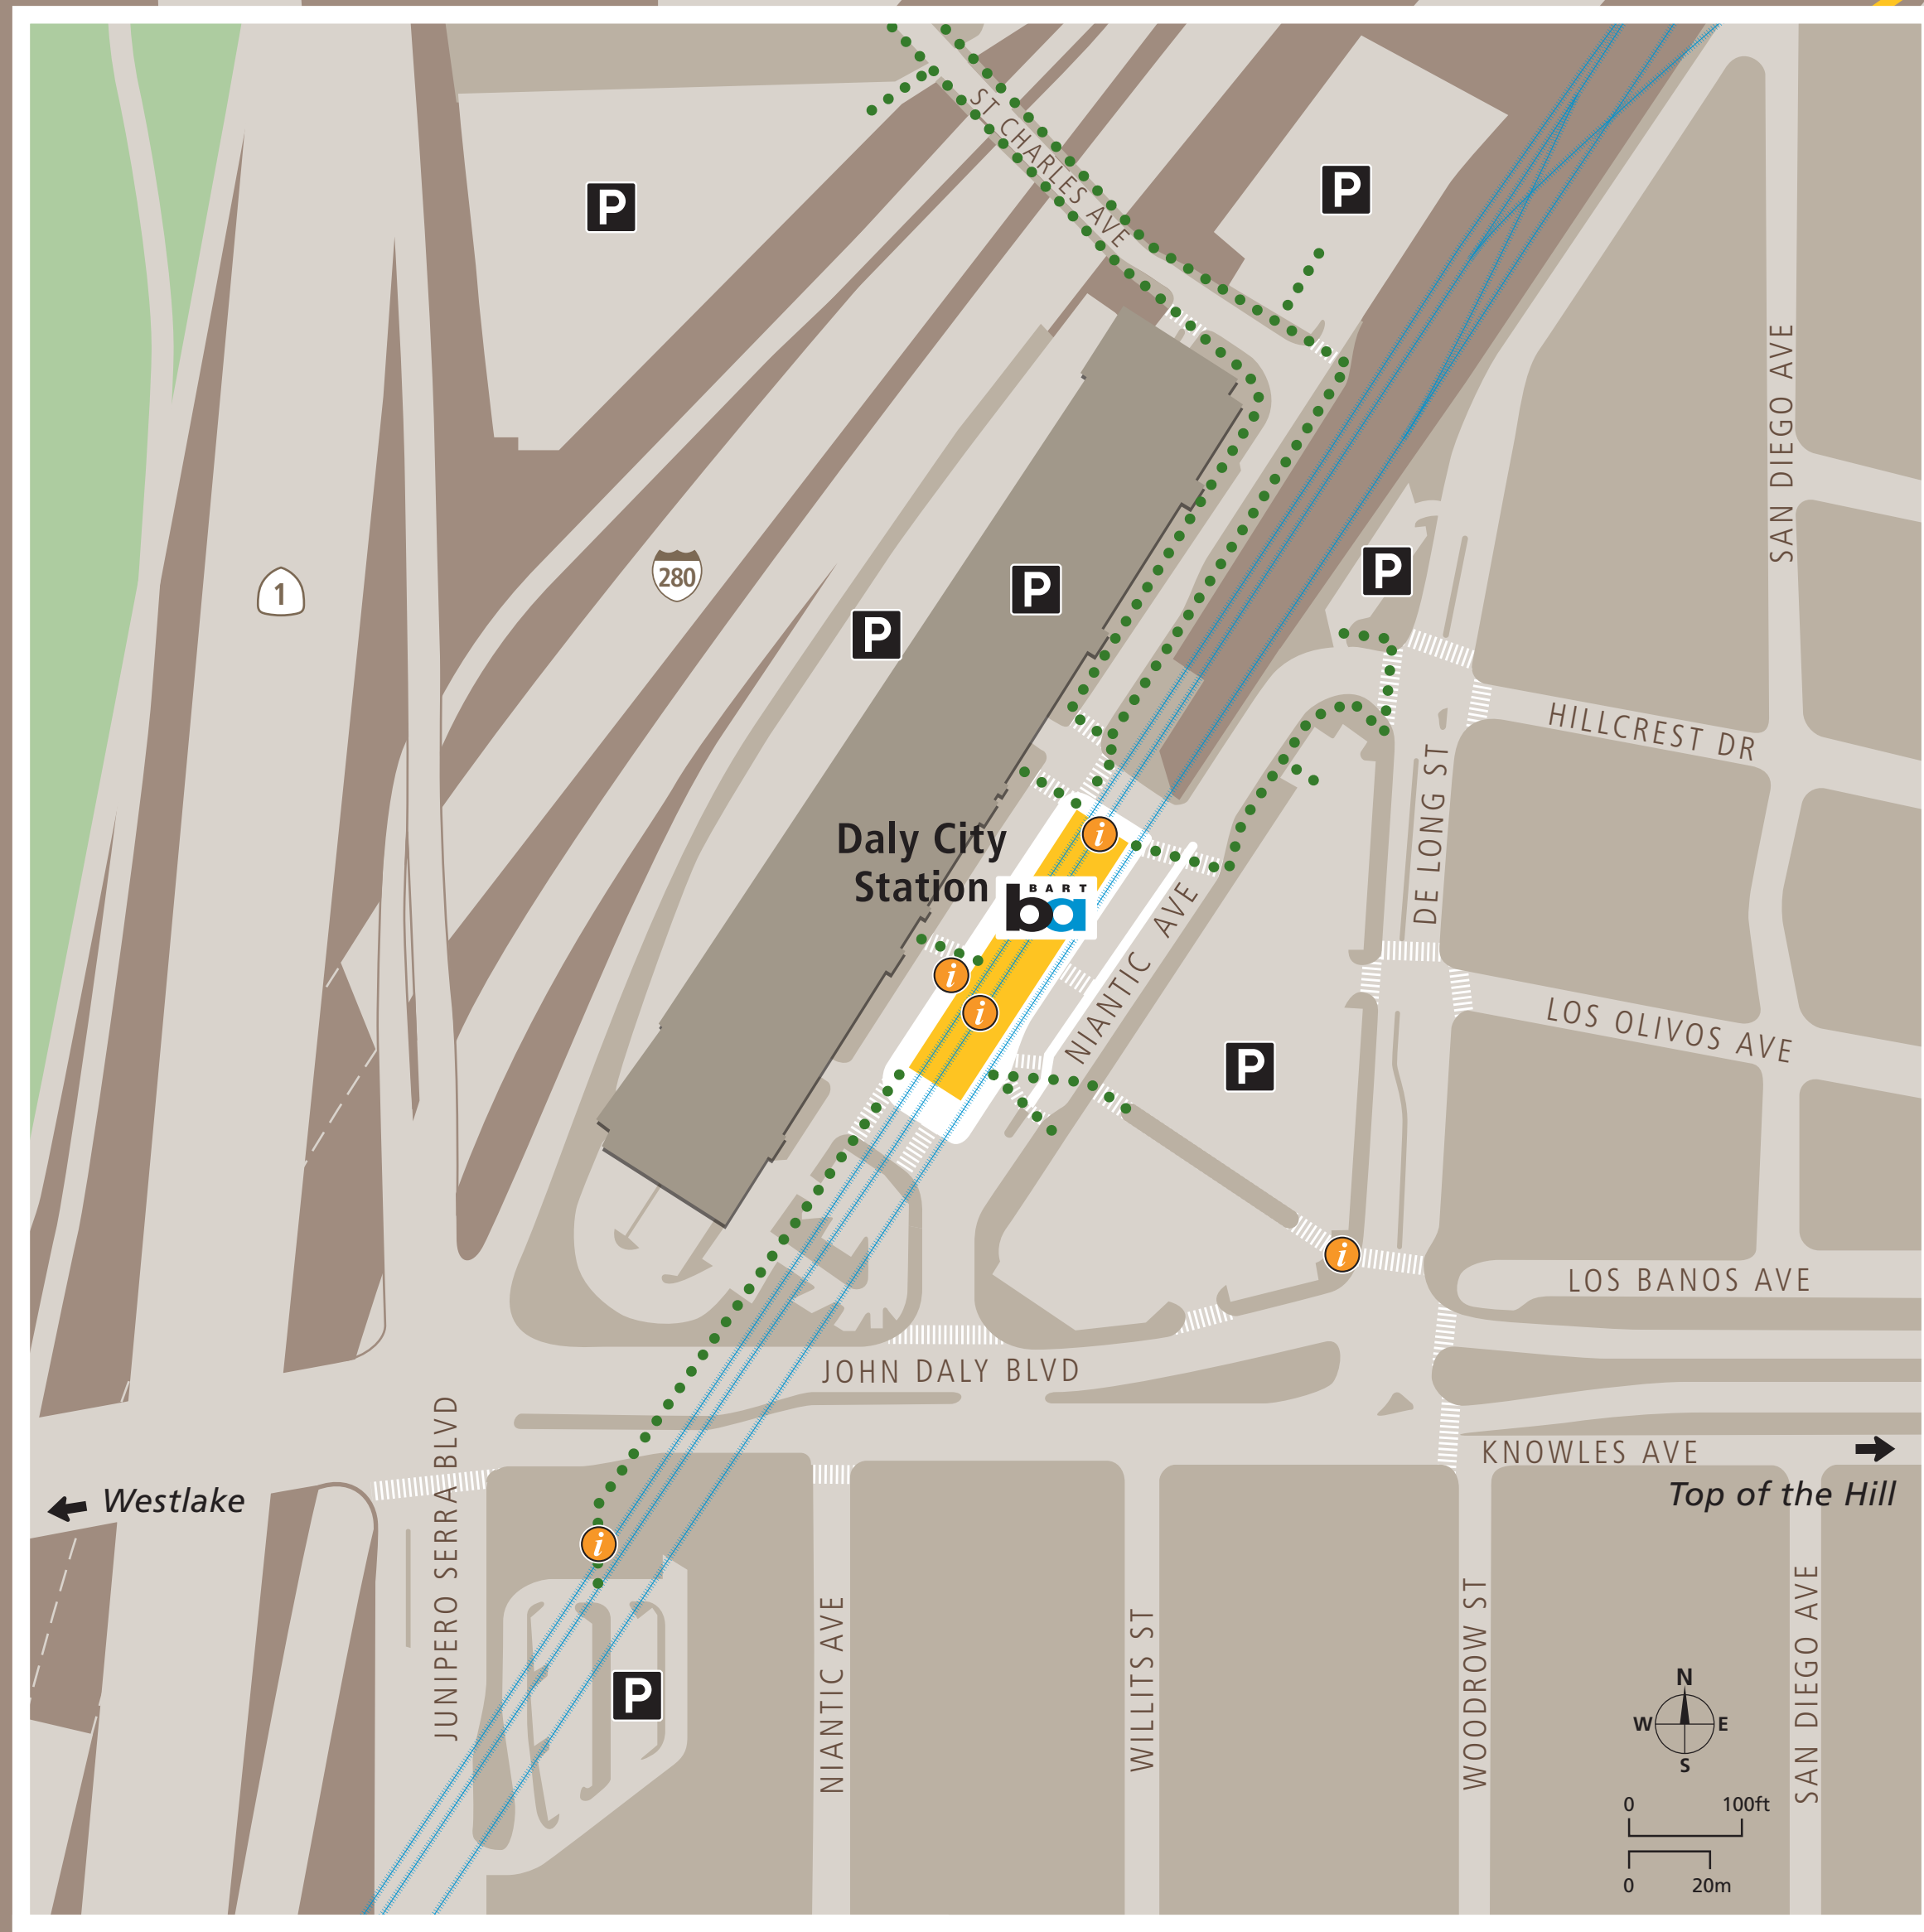 ST CHARLES AVE
P
P
SAN DIEGO AVE
1
280
P
P
P
HILLCREST DR
DE LONG ST
Daly City
Station
i
BART
ba
NIANTIC AVE
i
i
LOS OLIVOS AVE
P
i
LOS BANOS AVE
JOHN DALY BLVD
KNOWLES AVE
Westlake
Top of the Hill
JUNIPERO SERRA BLVD
i
P
NIANTIC AVE
WILLITS ST
WOODROW ST
SAN DIEGO AVE
N
W E
S
0 100ft
0 20m